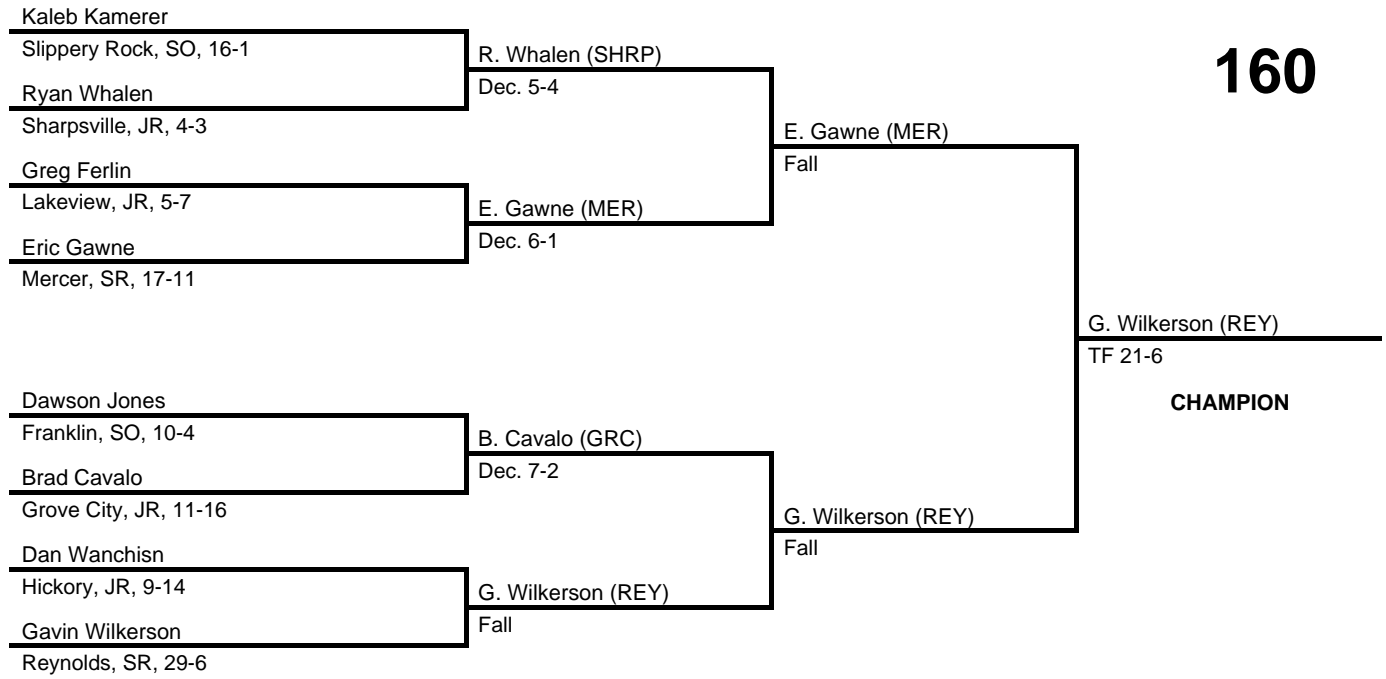 Kaleb Kamerer
Slippery Rock, SO, 16-1
R. Whalen (SHRP)
Dec. 5-4
160
Ryan Whalen
Sharpsville, JR, 4-3
E. Gawne (MER)
Fall
Greg Ferlin
Lakeview, JR, 5-7
E. Gawne (MER)
Dec. 6-1
Eric Gawne
Mercer, SR, 17-11
G. Wilkerson (REY)
TF 21-6
CHAMPION
Dawson Jones
Franklin, SO, 10-4
B. Cavalo (GRC)
Dec. 7-2
Brad Cavalo
Grove City, JR, 11-16
G. Wilkerson (REY)
Fall
Dan Wanchisn
Hickory, JR, 9-14
G. Wilkerson (REY)
Fall
Gavin Wilkerson
Reynolds, SR, 29-6